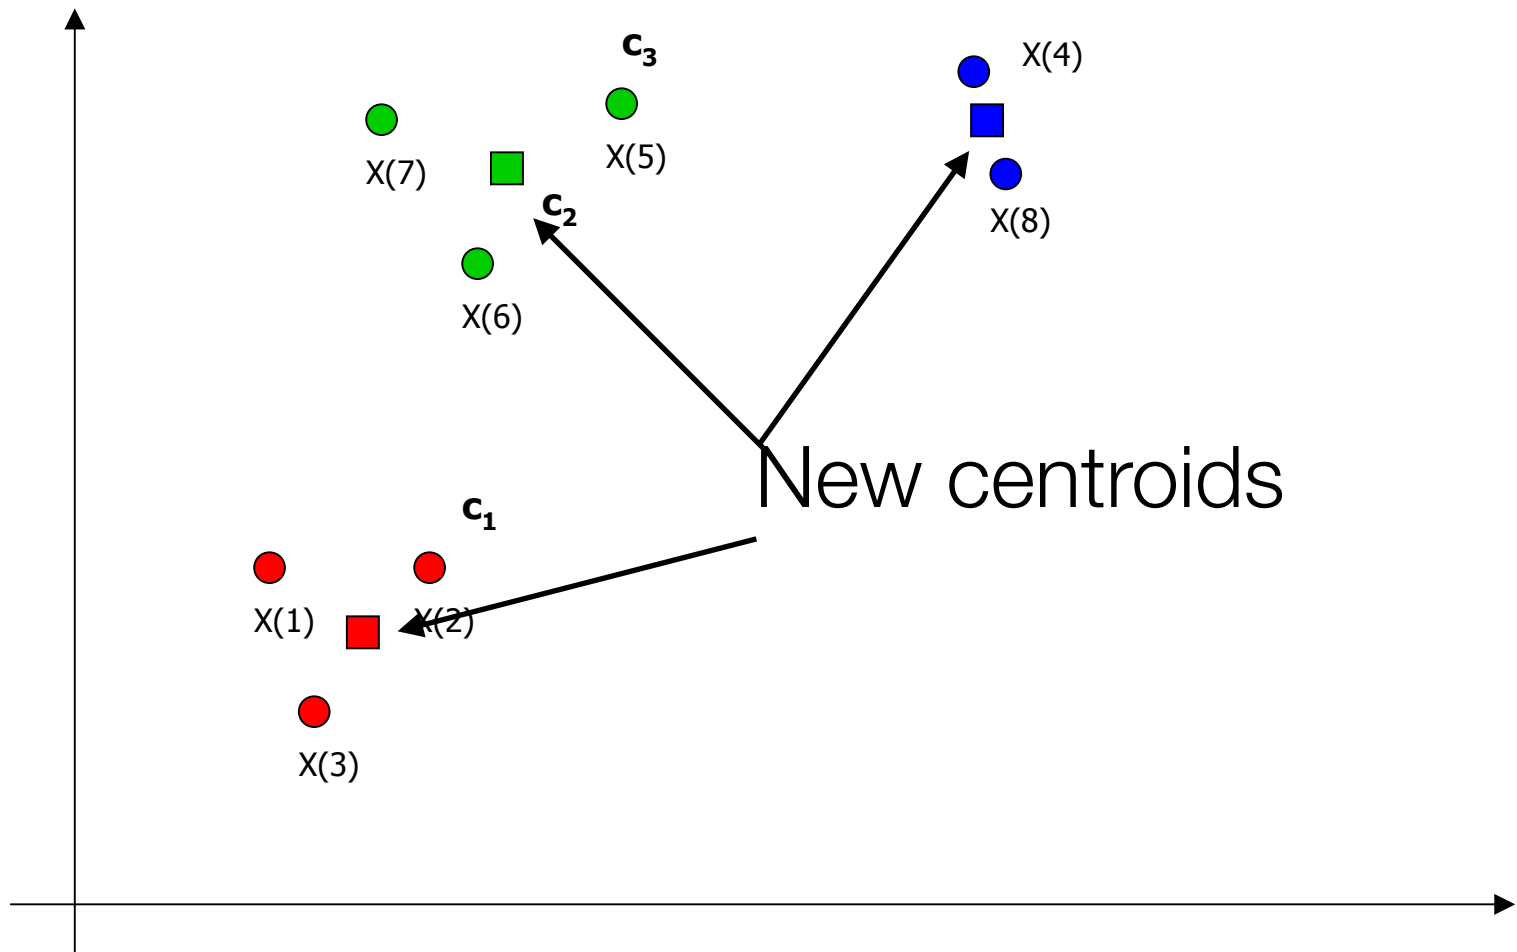 c3
X(4)
X(5)
X(7)
c2
X(8)
X(6)
New centroids
c1
X(1)
X(2)
X(3)